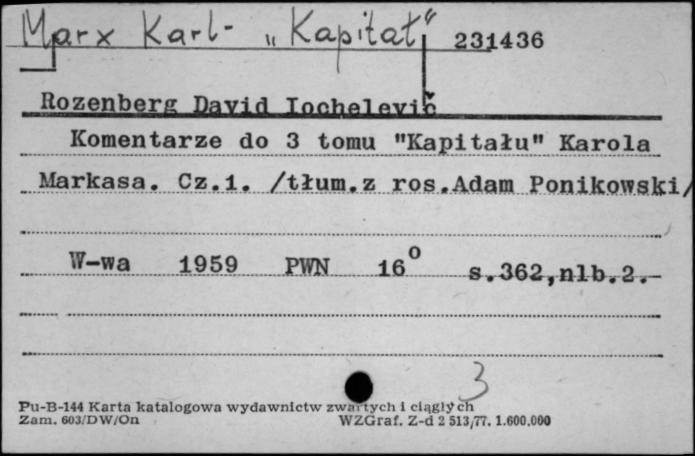 Marx Karl- „Kapitał“ 231436
Rozenberg David Iochelevič
Komentarze do 3 tomu "Kapitału" Karola
Markasa. Cz.1. /tłum.z ros.Adam Ponikowski/
W-wa 1959 PWN 16⁰ s.362,nlb.2.-
3
Pu-B-144 Karta katalogowa wydawnictw zwartych i ciągłych
Zam. 603/DW/On WZGraf. Z-d 2 513/77. 1.600.000